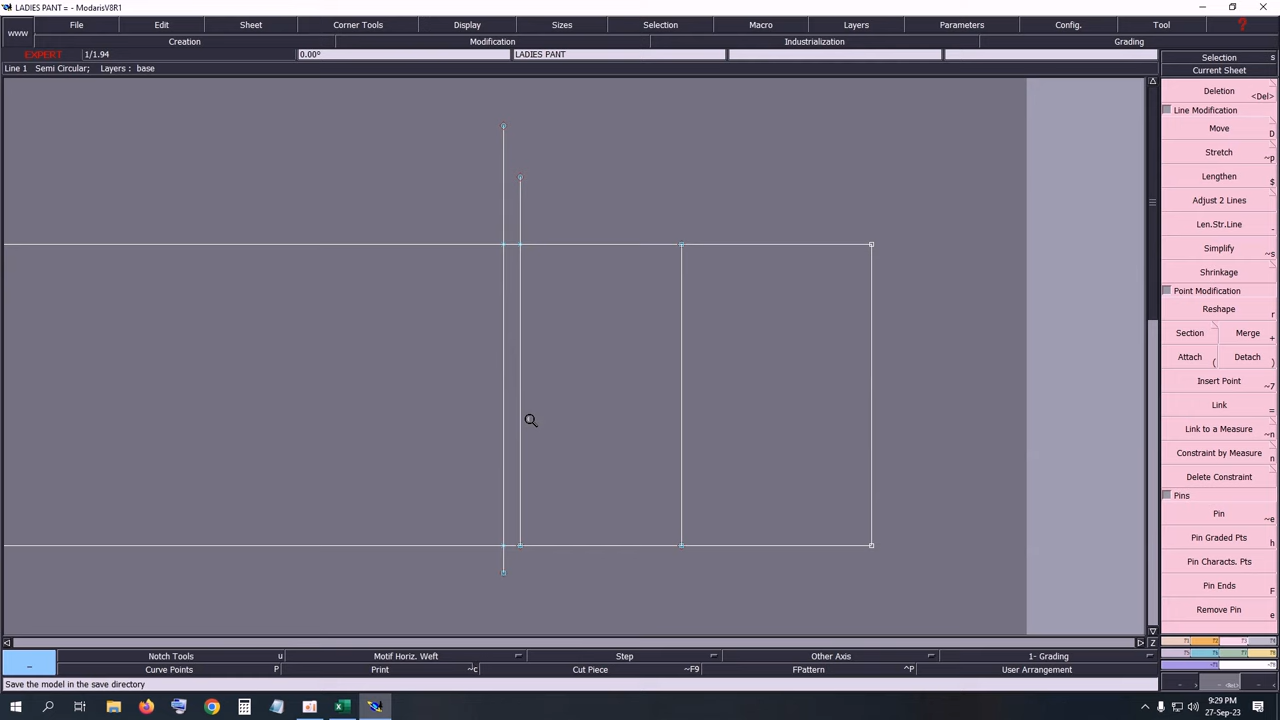 LADIES PANT = - ModarisV8R1
www
File
Edit
Sheet
Corner Tools
Display
Sizes
Selection
Macro
Layers
Parameters
Config.
Tool
?
Creation
Modification
Industrialization
Grading
EXPERT
1/1.94
0.00º
LADIES PANT
Line 1 Semi Circular; Layers : base
Selection s
Current Sheet
Deletion <Del>
Line Modification
Move D
Stretch ~p
Lengthen $
Adjust 2 Lines
Len.Str.Line -
Simplify ~s
Shrinkage
Point Modification
Reshape r
Section
Merge +
Attach (
Detach )
Insert Point ~7
Link =
Link to a Measure ~n
Constraint by Measure n
Delete Constraint
Pins
Pin ~e
Pin Graded Pts h
Pin Characts. Pts
Pin Ends F
Remove Pin e
Z
Notch Tools u
Motif Horiz. Weft
Step
Other Axis
1- Grading
Curve Points P
Print ~c
Cut Piece ~F9
FPattern ^P
User Arrangement
Save the model in the save directory
9:29 PM
27-Sep-23